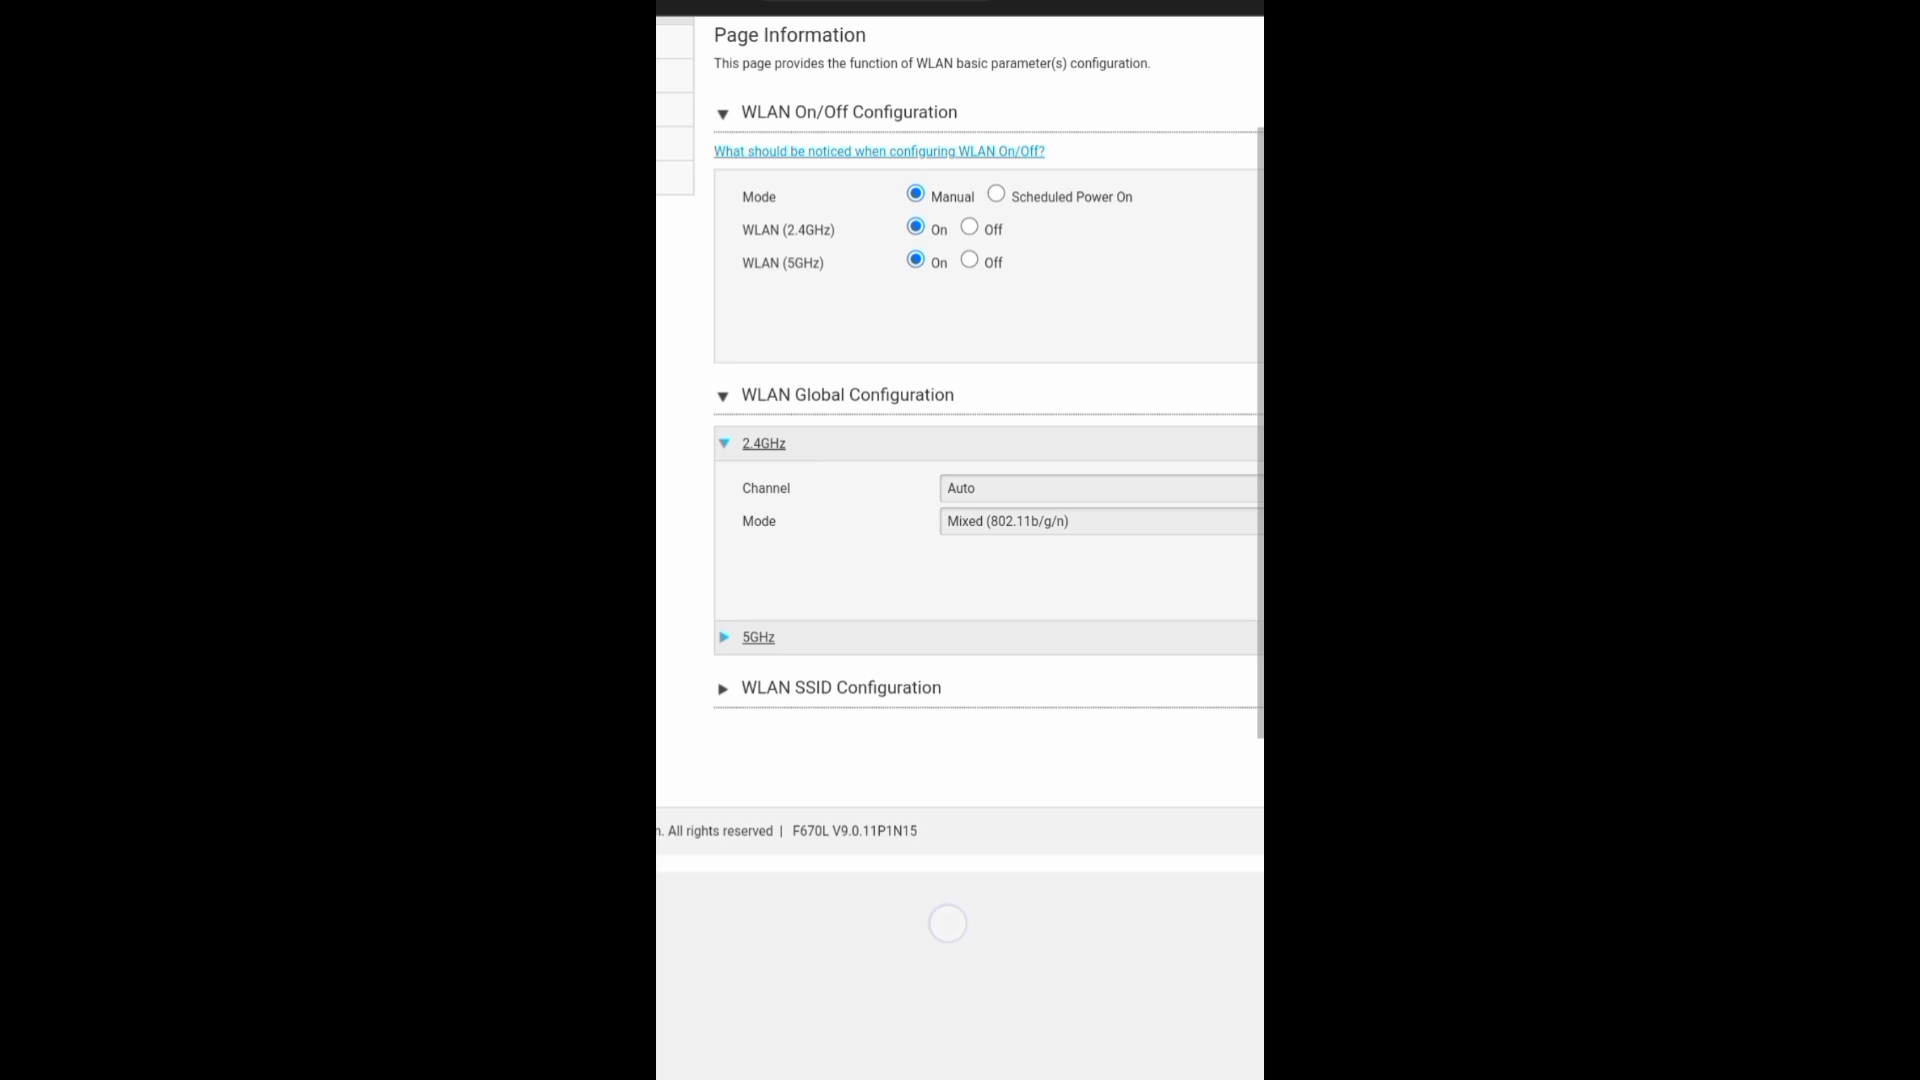 Page Information
This page provides the function of WLAN basic parameter(s) configuration.
WLAN On/Off Configuration
What should be noticed when configuring WLAN On/Off?
Mode Manual Scheduled Power On
WLAN (2.4GHz) On Off
WLAN (5GHz) On Off
WLAN Global Configuration
2.4GHz
Channel Auto
Mode Mixed (802.11b/g/n)
5GHz
WLAN SSID Configuration
. All rights reserved | F670L V9.0.11P1N15